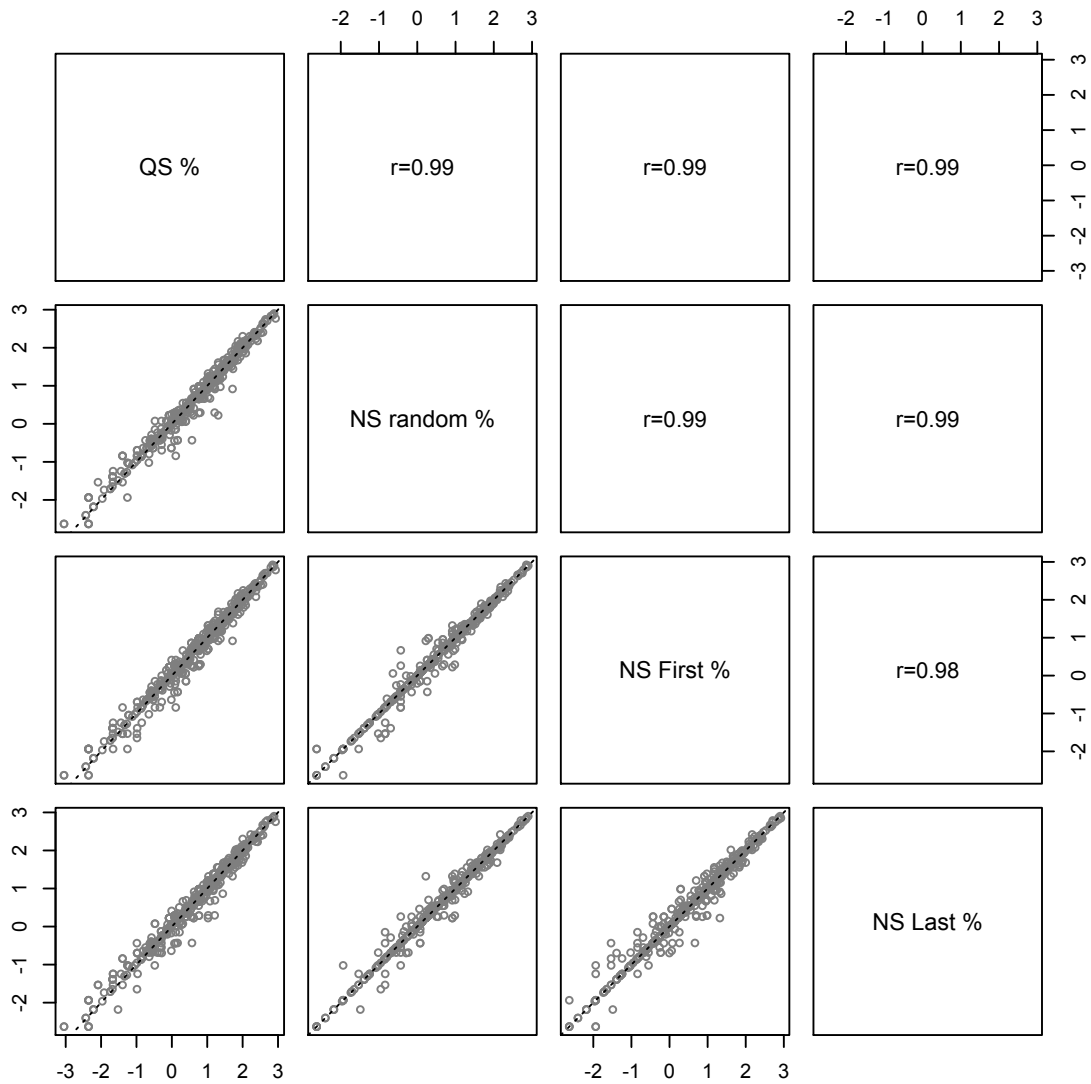 -2 -1 0 1 2 3 -2 -1 0 1 2 3
QS % r=0.99 r=0.99 r=0.99
-3 -2 -1 0 1 2 3
-2 -1 0 1 2 3
NS random % r=0.99 r=0.99
NS First % r=0.98
-2 -1 0 1 2 3
-2 -1 0 1 2 3
NS Last %
-3 -2 -1 0 1 2 3 -2 -1 0 1 2 3